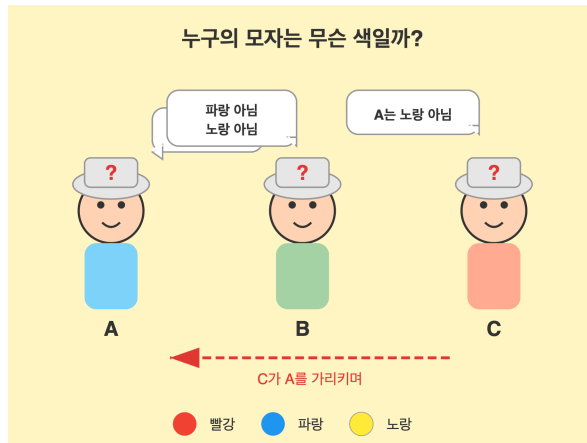 누구의 모자는 무슨 색일까?
파랑 아님
노랑 아님
A는 노랑 아님
?
?
?
A
B
C
C가 A를 가리키며
빨강
파랑
노랑